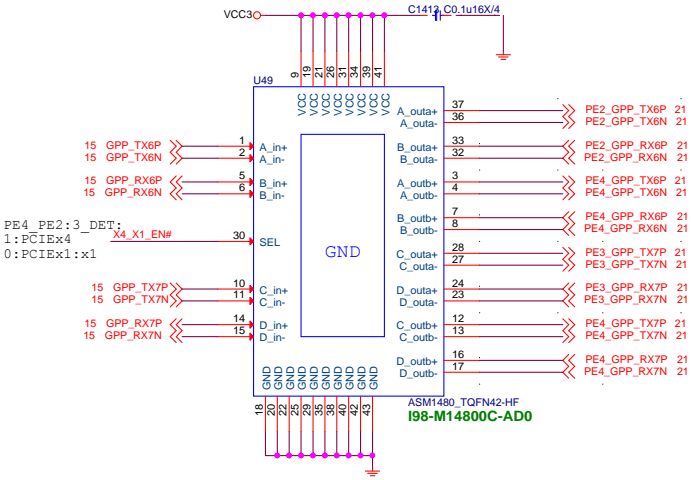 VCC3
C1413 C0.1u16X/4
9 19 21 26 31 34 39 41
U49
VCC VCC VCC VCC VCC VCC VCC VCC
A_outa+ 37 PE2_GPP_TX6P 21
A_outa- 36 PE2_GPP_TX6N 21
15 GPP_TX6P 1 A_in+
15 GPP_TX6N 2 A_in-
B_outa+ 33 PE2_GPP_RX6P 21
B_outa- 32 PE2_GPP_RX6N 21
15 GPP_RX6P 5 B_in+
15 GPP_RX6N 6 B_in-
A_outb+ 3 PE4_GPP_TX6P 21
A_outb- 4 PE4_GPP_TX6N 21
B_outb+ 7 PE4_GPP_RX6P 21
B_outb- 8 PE4_GPP_RX6N 21
PE4_PE2:3_DET:
1:PCIEx4
0:PCIEx1:x1
X4_X1_EN# 30 SEL
GND
C_outa+ 28 PE3_GPP_TX7P 21
C_outa- 27 PE3_GPP_TX7N 21
15 GPP_TX7P 10 C_in+
15 GPP_TX7N 11 C_in-
D_outa+ 24 PE3_GPP_RX7P 21
D_outa- 23 PE3_GPP_RX7N 21
15 GPP_RX7P 14 D_in+
15 GPP_RX7N 15 D_in-
C_outb+ 12 PE4_GPP_TX7P 21
C_outb- 13 PE4_GPP_TX7N 21
D_outb+ 16 PE4_GPP_RX7P 21
D_outb- 17 PE4_GPP_RX7N 21
GND GND GND GND GND GND GND GND GND GND
18 20 22 25 29 35 38 40 42 43
ASM1480_TQFN42-HF
I98-M14800C-AD0